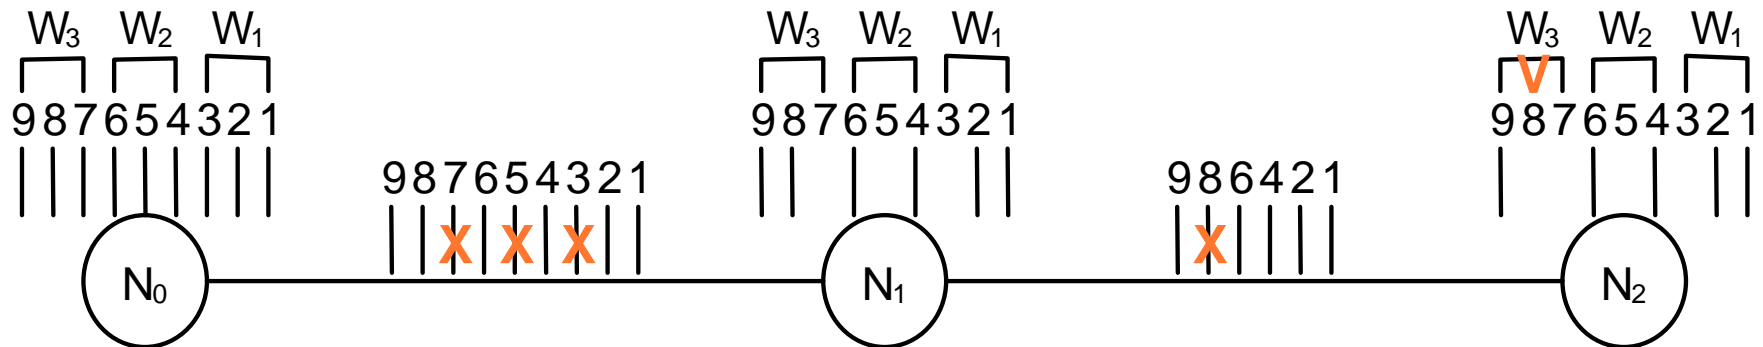 W₃ W₂ W₁ W₃ W₂ W₁ W₃ W₂ W₁
V
987654321 987654321 987654321
987654321 986421
X X X X
N₀ N₁ N₂